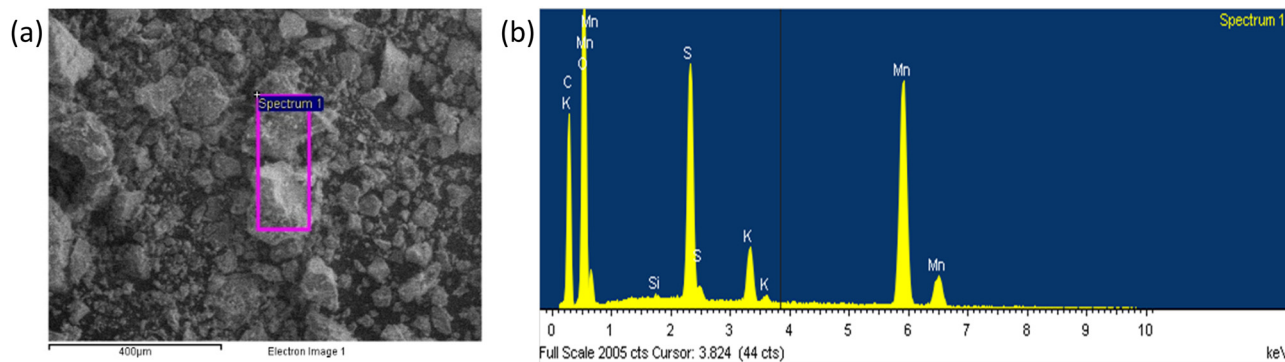 (a)
Spectrum 1
400µm
Electron Image 1
(b)
Spectrum 1
Mn
Mn
O
C
K
S
S
Si
K
K
Mn
Mn
0 1 2 3 4 5 6 7 8 9 10
Full Scale 2005 cts Cursor: 3.824 (44 cts)
keV